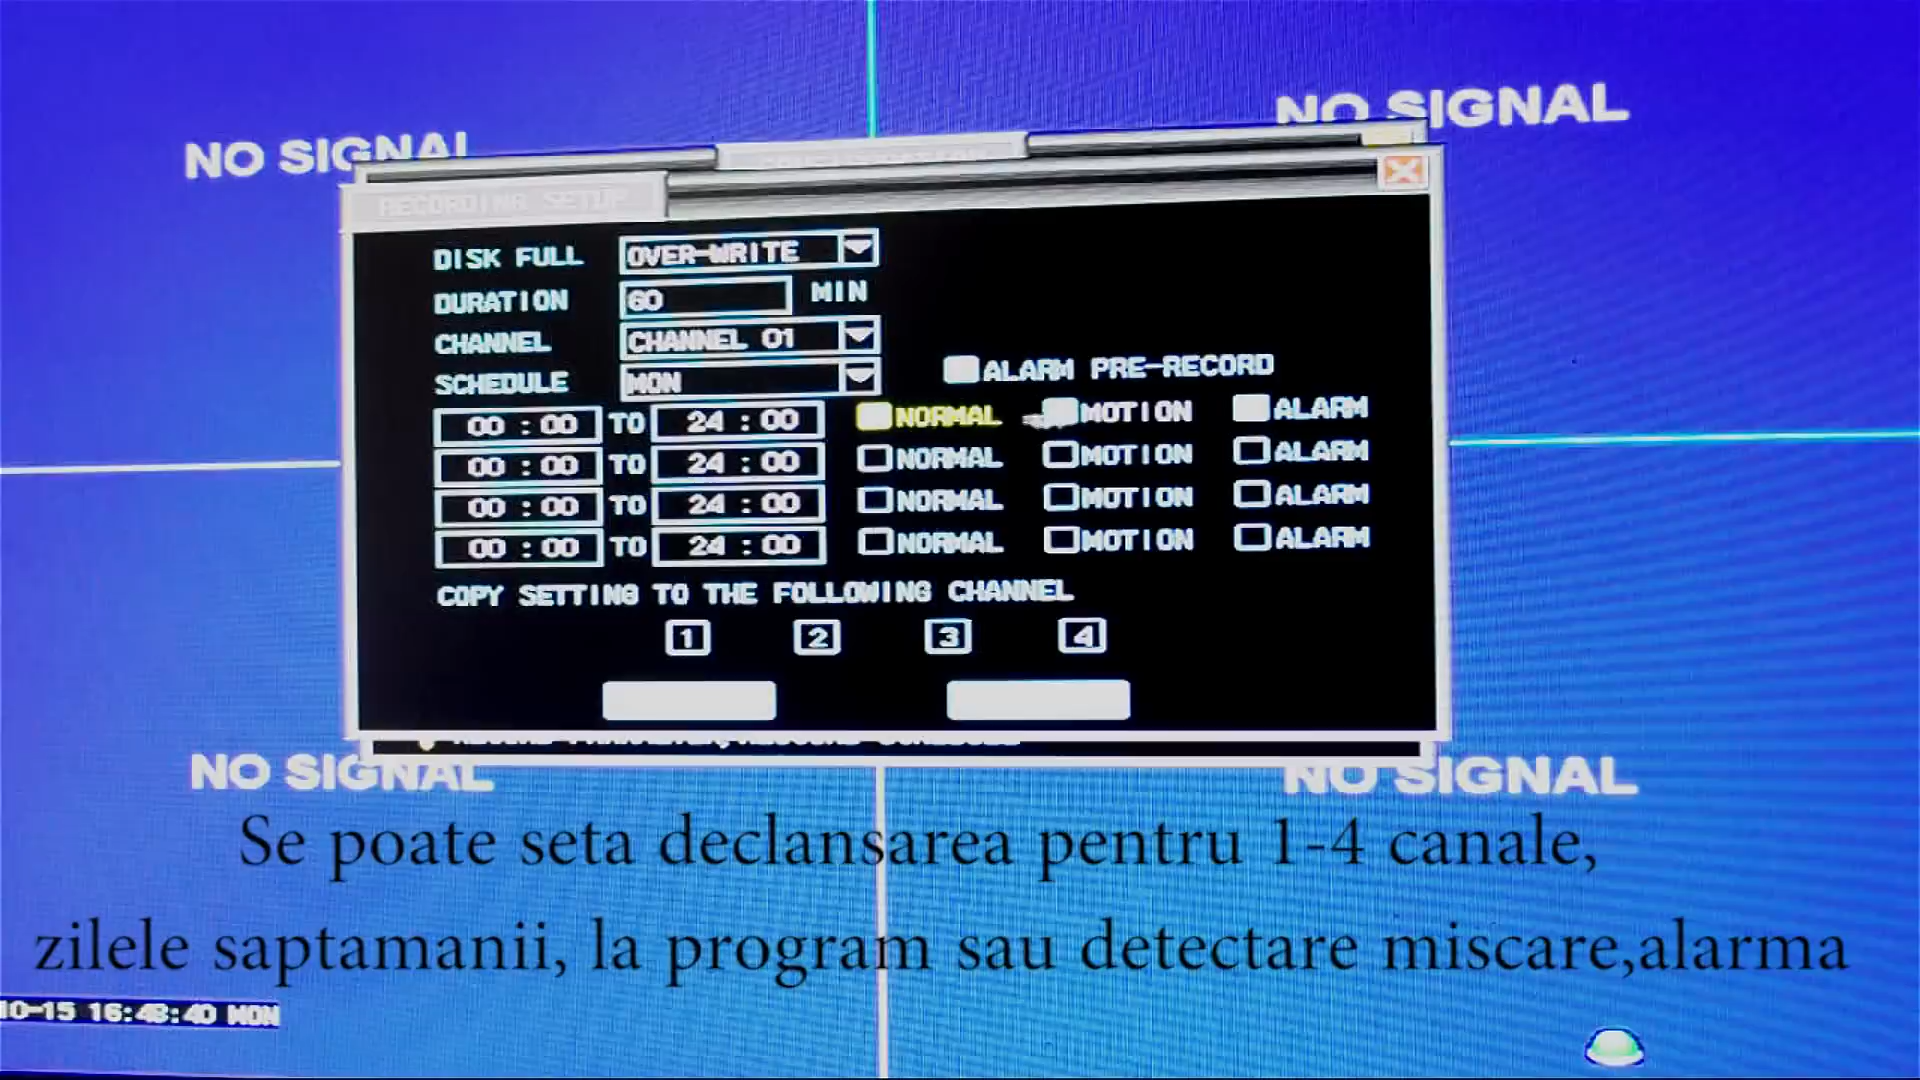 NO SIGNAL
NO SIGNAL
RECORDING SETUP
DISK FULL OVER-WRITE
DURATION 60 MIN
CHANNEL CHANNEL 01
SCHEDULE MON ALARM PRE-RECORD
00 : 00 TO 24 : 00 NORMAL MOTION ALARM
00 : 00 TO 24 : 00 NORMAL MOTION ALARM
00 : 00 TO 24 : 00 NORMAL MOTION ALARM
00 : 00 TO 24 : 00 NORMAL MOTION ALARM
COPY SETTING TO THE FOLLOWING CHANNEL
1 2 3 4
NO SIGNAL
NO SIGNAL
Se poate seta declansarea pentru 1-4 canale,
zilele saptamanii, la program sau detectare miscare,alarma
10-15 16:43:40 MON